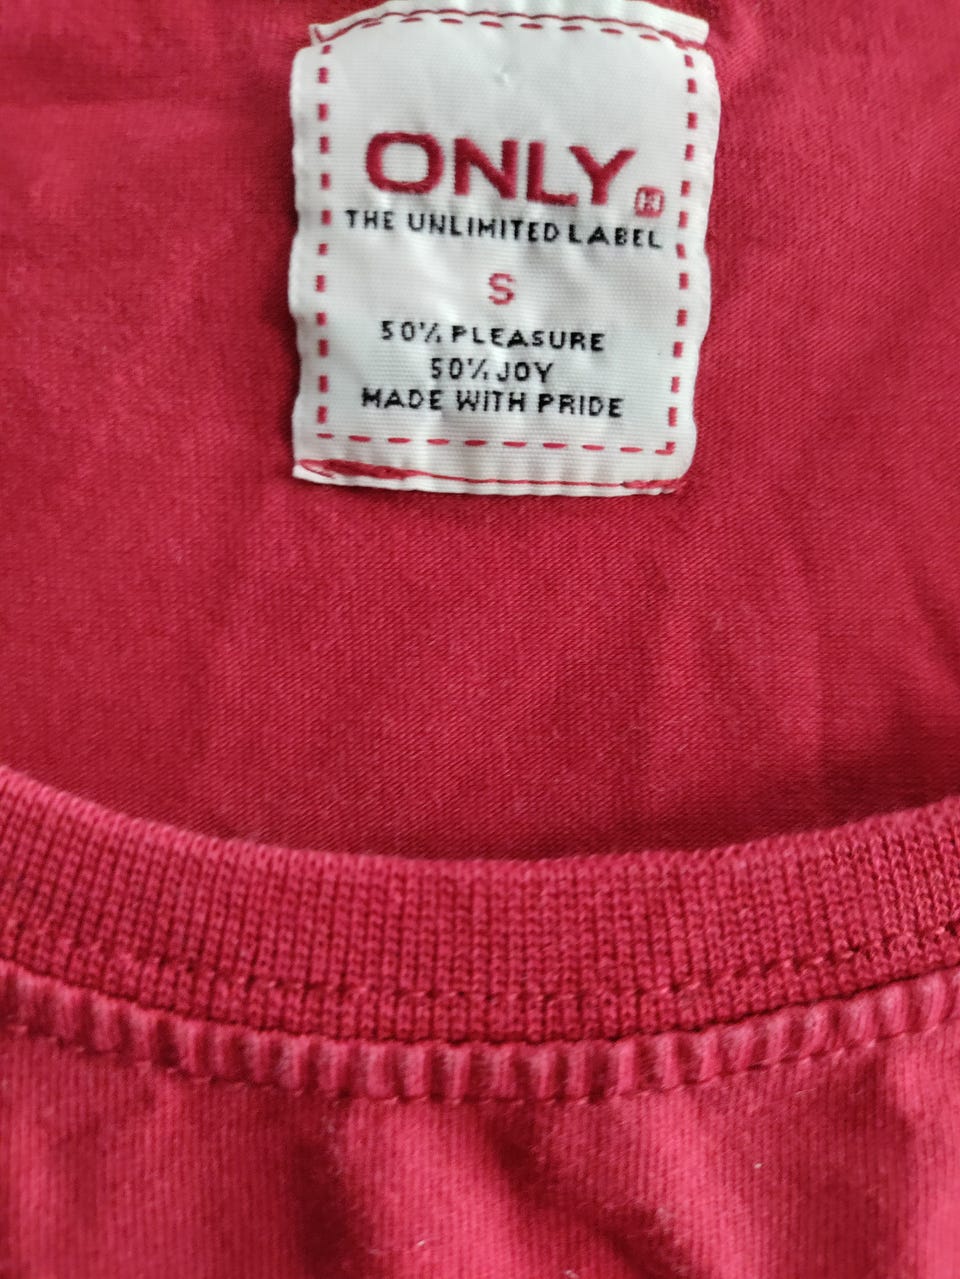 ONLY
THE UNLIMITED LABEL
S
50% PLEASURE
50% JOY
MADE WITH PRIDE